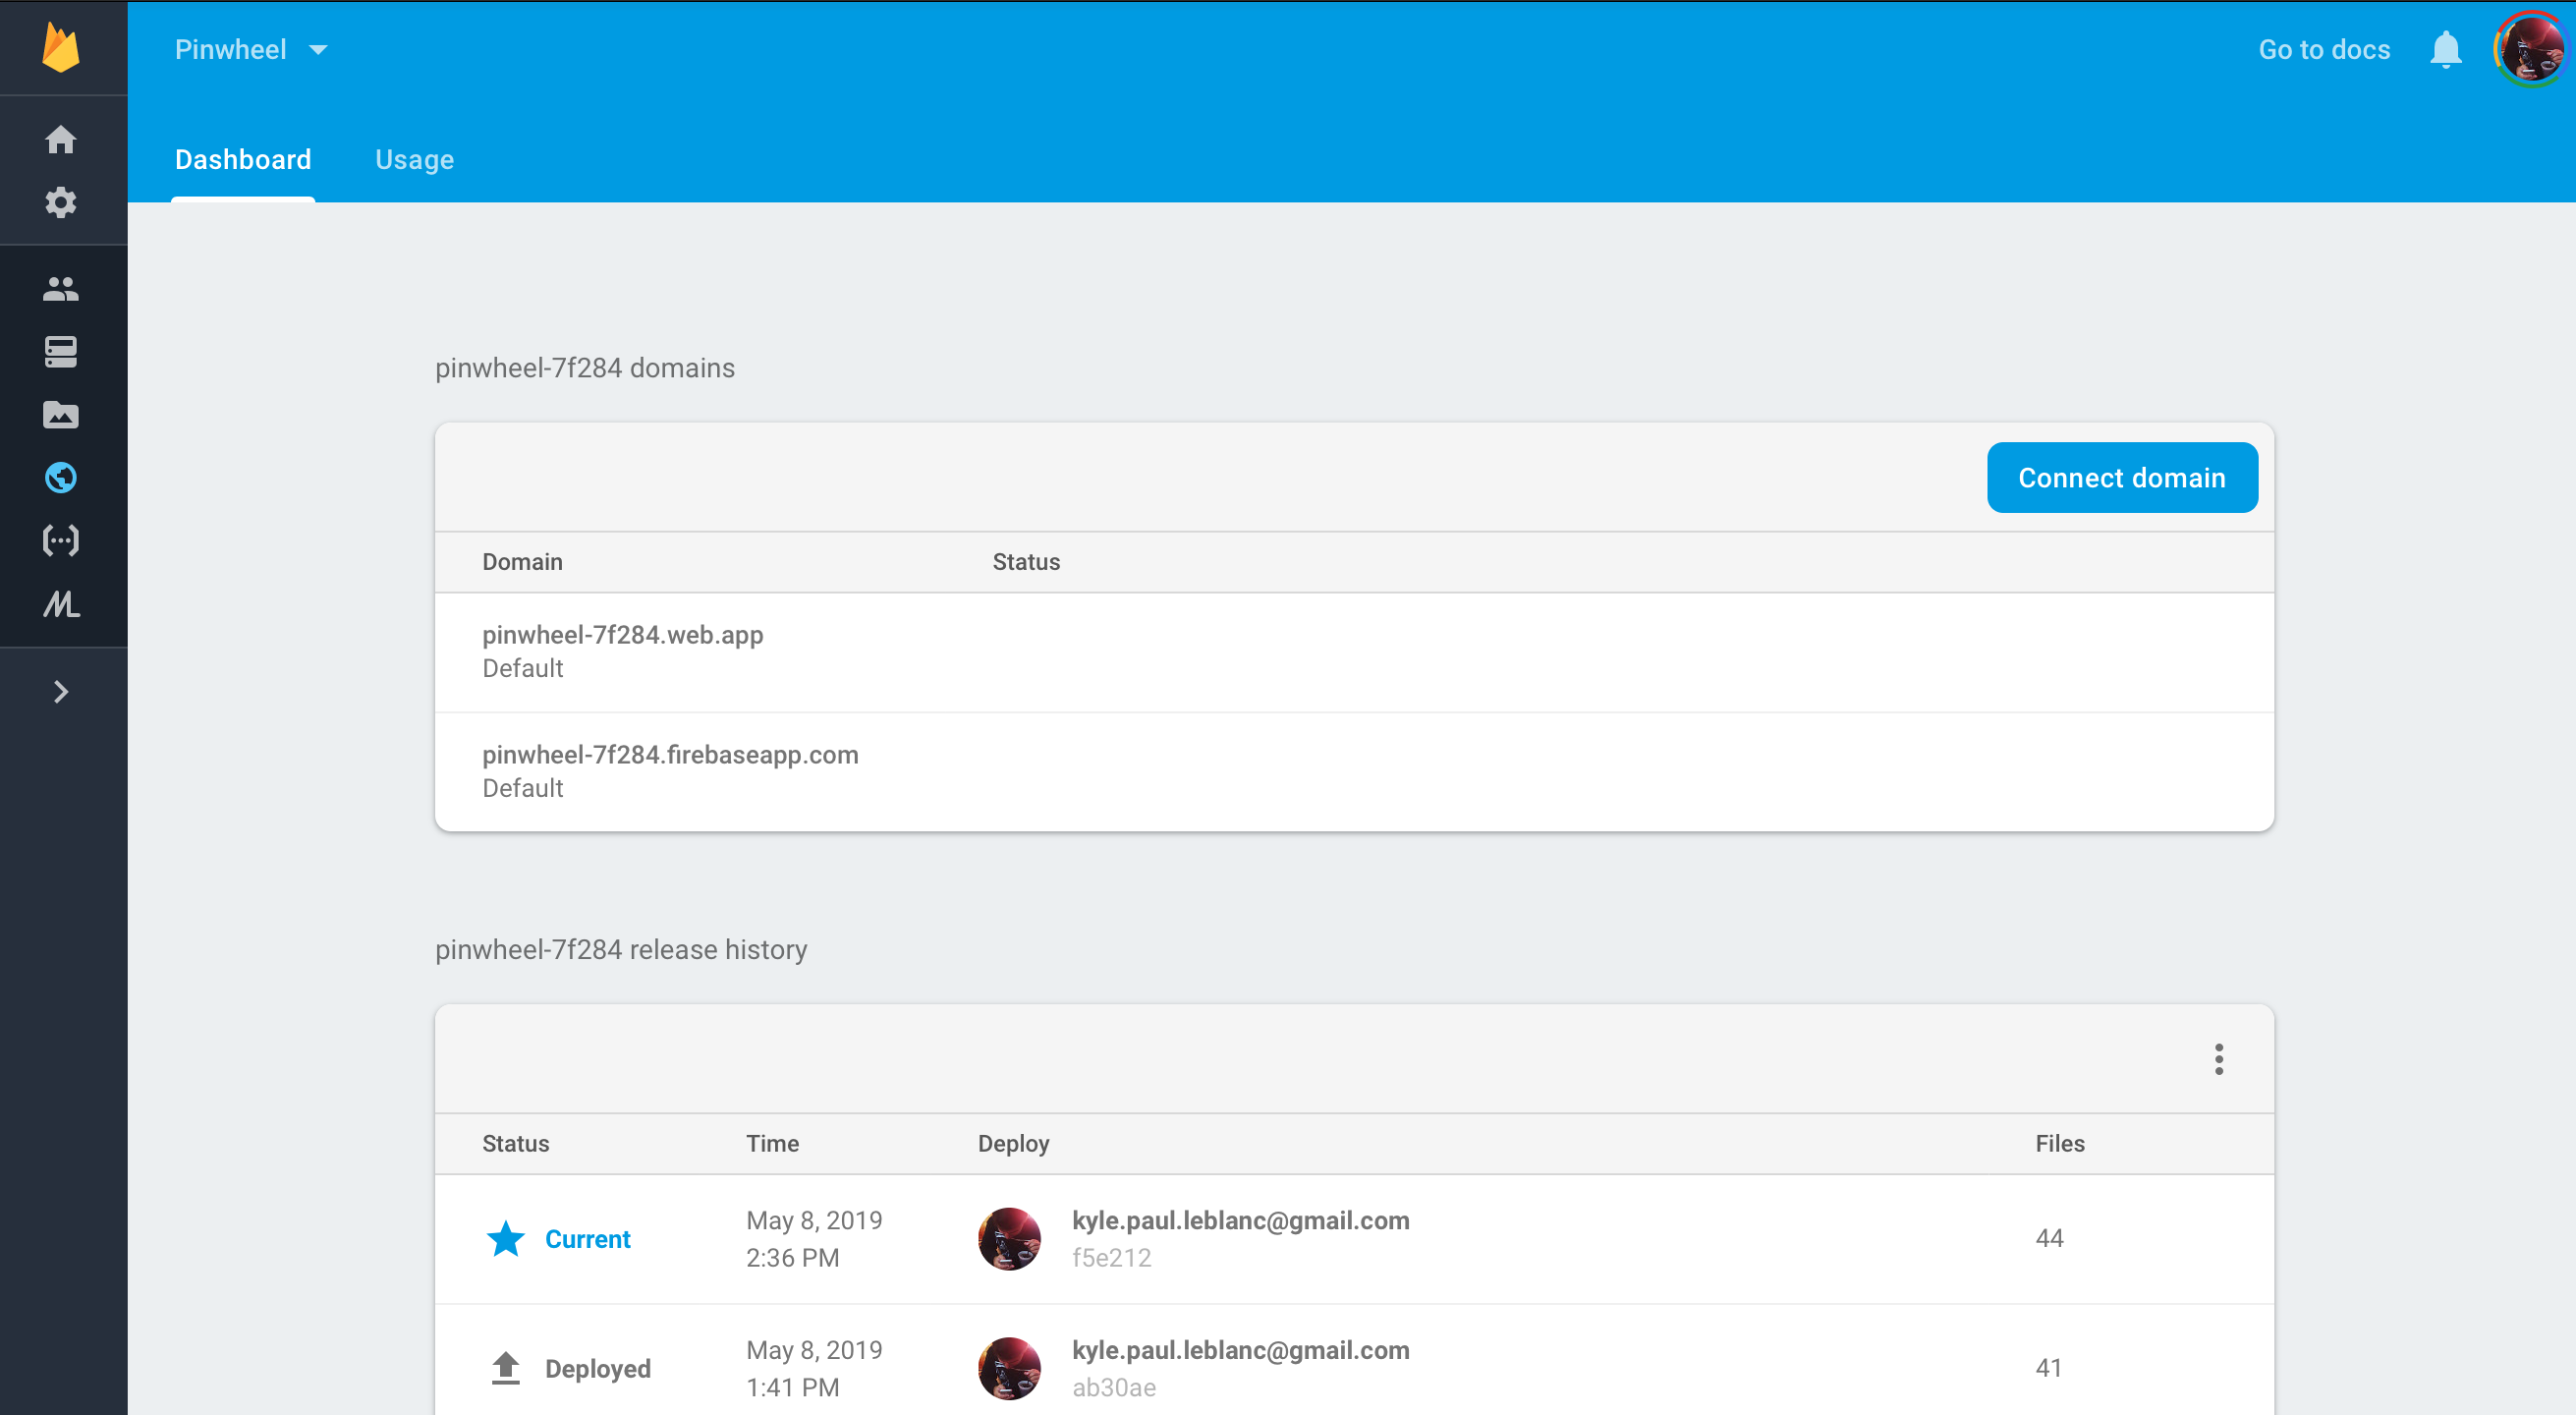 Pinwheel
Go to docs
Dashboard Usage
pinwheel-7f284 domains
Connect domain
Domain Status
pinwheel-7f284.web.app
Default
pinwheel-7f284.firebaseapp.com
Default
pinwheel-7f284 release history
Status Time Deploy Files
Current May 8, 2019 2:36 PM kyle.paul.leblanc@gmail.com f5e212 44
Deployed May 8, 2019 1:41 PM kyle.paul.leblanc@gmail.com ab30ae 41